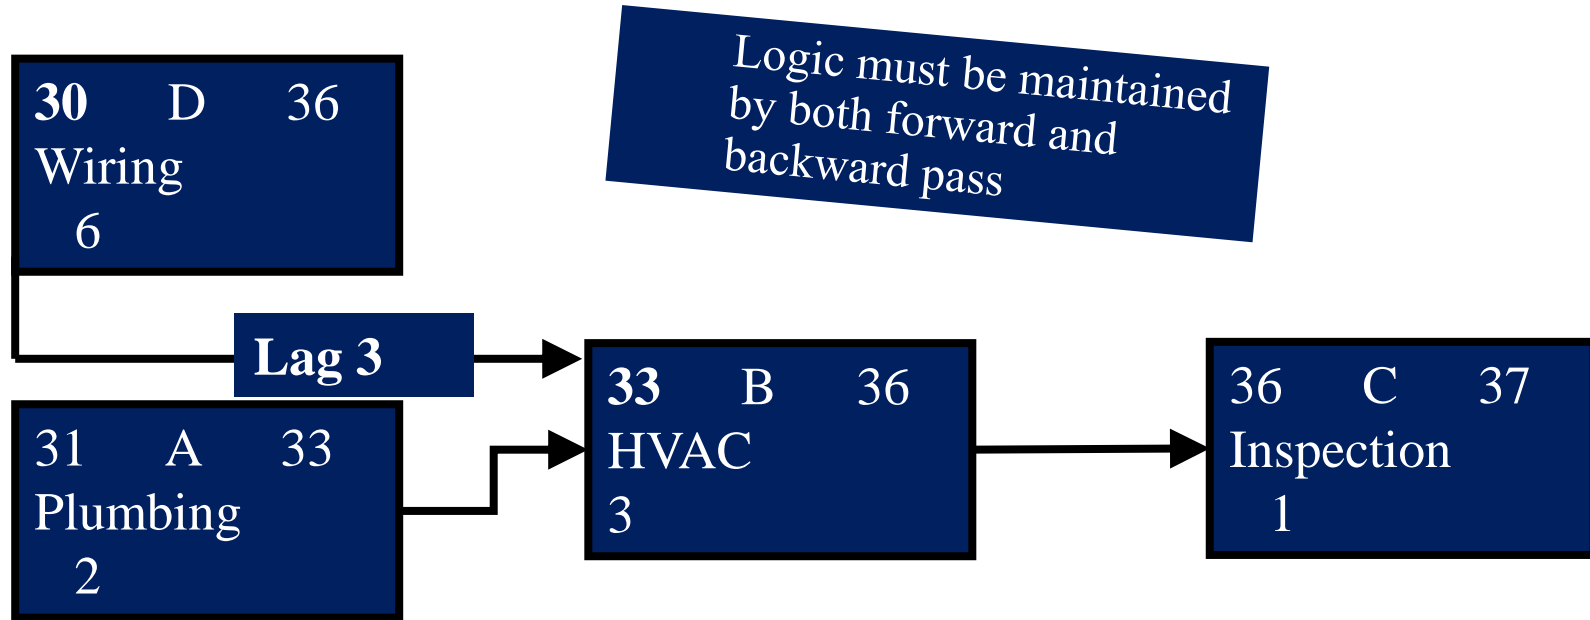 Logic must be maintained
by both forward and
backward pass
30 D 36
Wiring
6
Lag 3
31 A 33
Plumbing
2
33 B 36
HVAC
3
36 C 37
Inspection
1